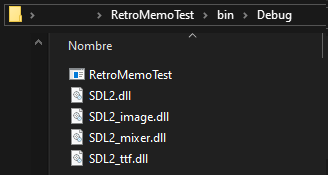 RetroMemoTest > bin > Debug
Nombre
RetroMemoTest
SDL2.dll
SDL2_image.dll
SDL2_mixer.dll
SDL2_ttf.dll